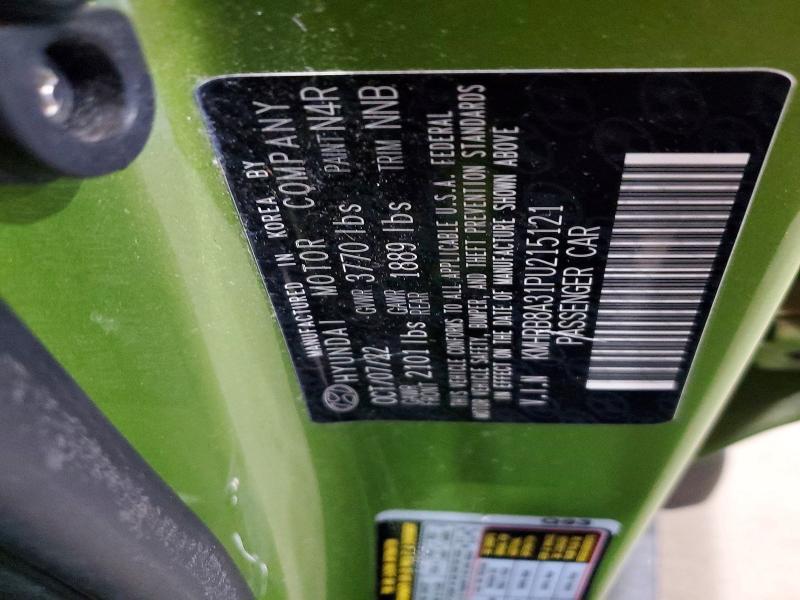 MANUFACTURED IN KOREA BY
HYUNDAI MOTOR COMPANY
OCT/07/22 GVWR 3770 lbs PAINT N4R
GAWR FRONT 2101 lbs GAWR REAR 1889 lbs TRIM NNB
THIS VEHICLE CONFORMS TO ALL APPLICABLE U.S.A. FEDERAL
MOTOR VEHICLE SAFETY, BUMPER, AND THEFT PREVENTION STANDARDS
IN EFFECT ON THE DATE OF MANUFACTURE SHOWN ABOVE
V.I.N KMHRB8A31PU215121
PASSENGER CAR